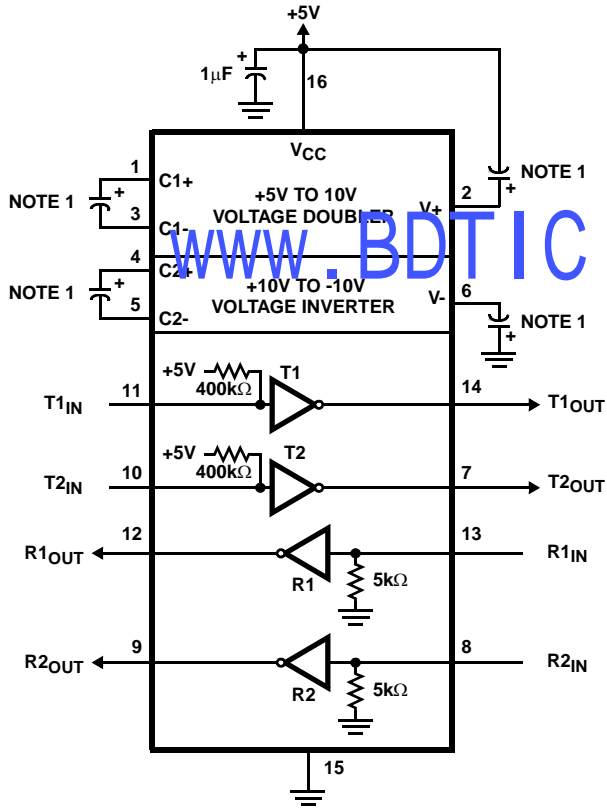 +5V
+
1µF
16
VCC
1
C1+
NOTE 1
+
3
C1-
+5V TO 10V
VOLTAGE DOUBLER
V+
2
+
NOTE 1
www.BDTIC
4
C2+
NOTE 1
+
5
C2-
+10V TO -10V
VOLTAGE INVERTER
V-
6
+
NOTE 1
+5V
400kΩ
T1
T1IN
11
14
T1OUT
+5V
400kΩ
T2
T2IN
10
7
T2OUT
R1OUT
12
R1
5kΩ
13
R1IN
R2OUT
9
R2
5kΩ
8
R2IN
15